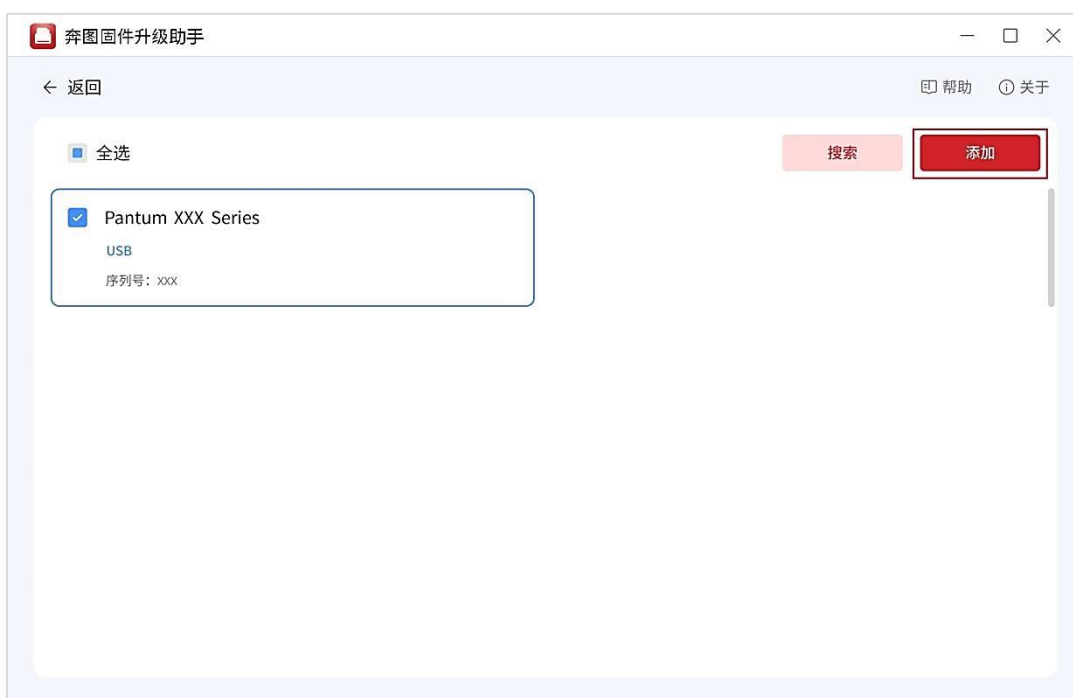 奔图固件升级助手
返回
帮助
关于
全选
搜索
添加
Pantum XXX Series
USB
序列号：xxx